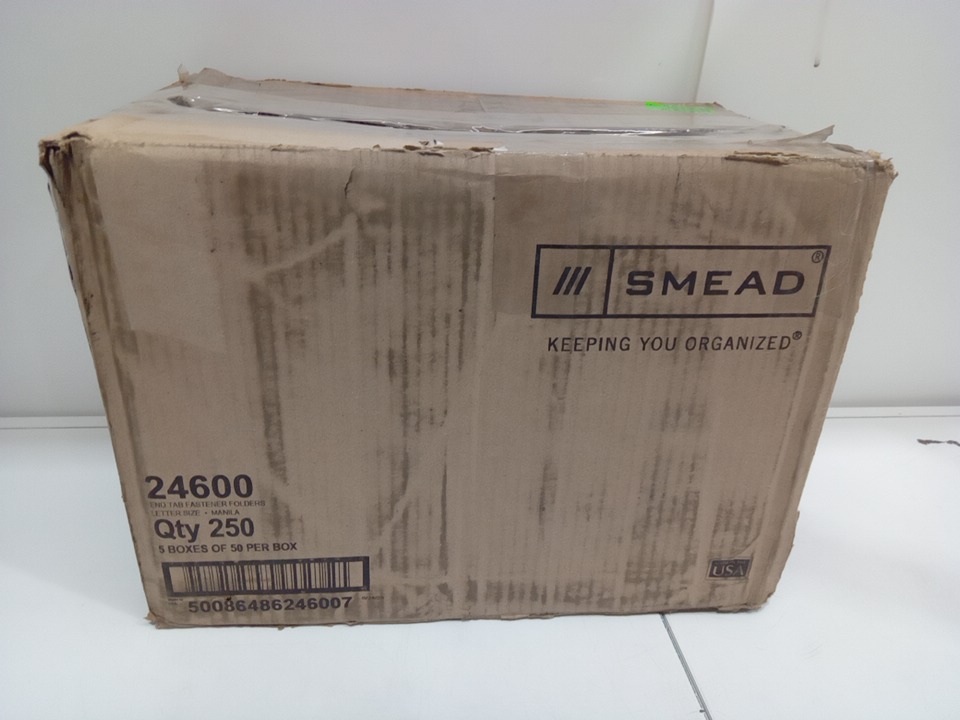 SMEAD®
KEEPING YOU ORGANIZED®
24600
END TAB FASTENER FOLDERS
LETTER SIZE • MANILA
Qty 250
5 BOXES OF 50 PER BOX
50086486246007
USA